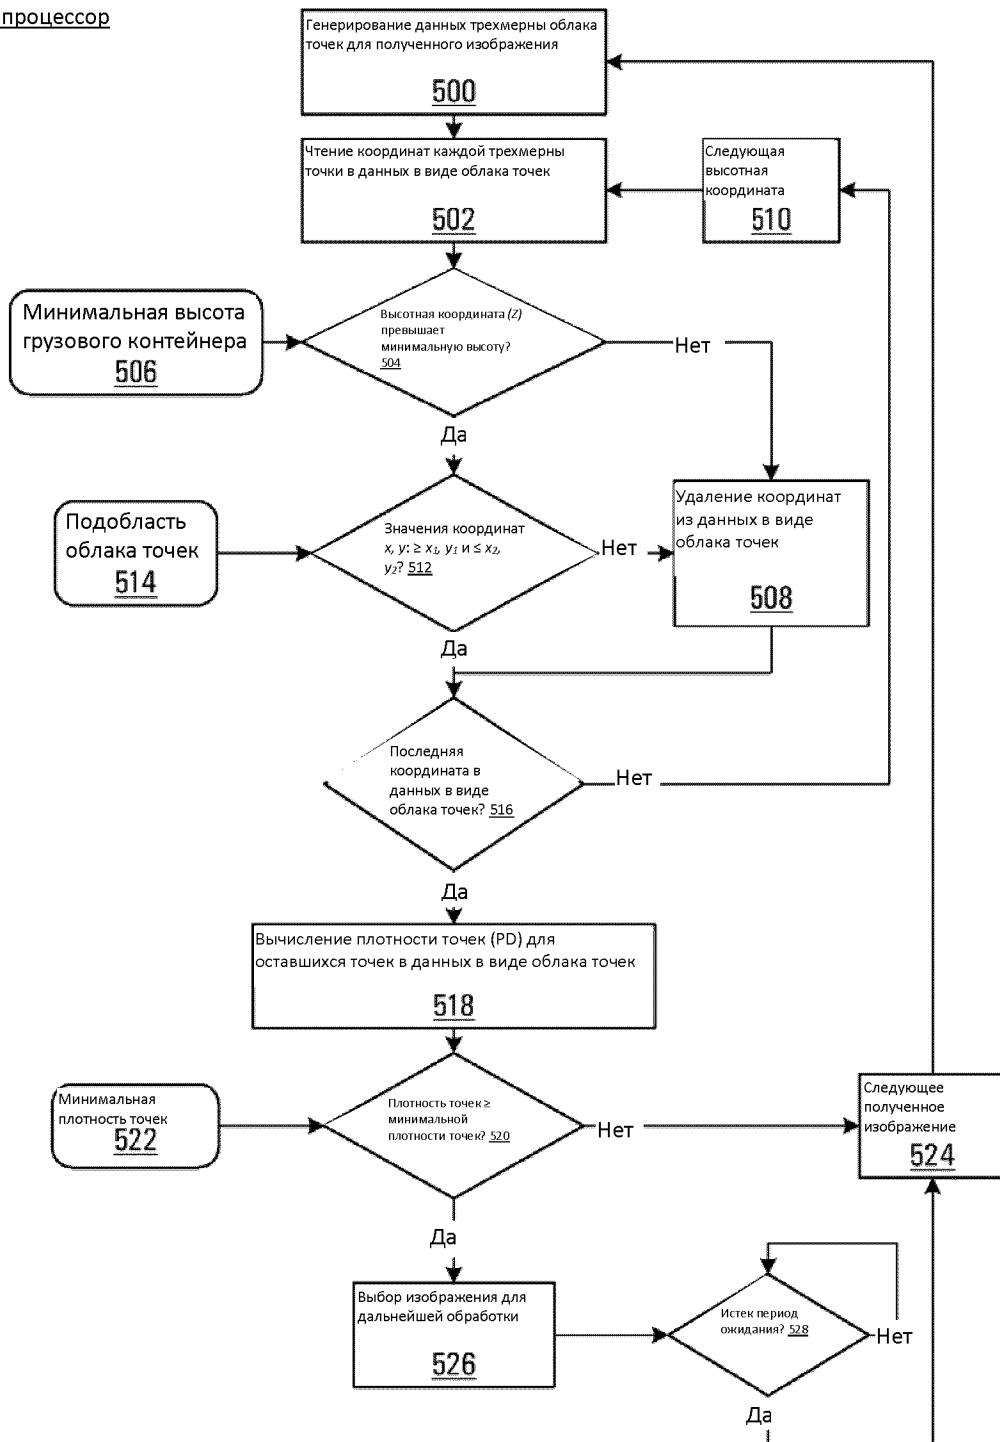 процессор
Генерирование данных трехмерны облака
точек для полученного изображения
500
Чтение координат каждой трехмерны
точки в данных в виде облака точек
502
Следующая
высотная
координата
510
Минимальная высота
грузового контейнера
506
Высотная координата (Z)
превышает
минимальную высоту?
504
Нет
Да
Подобласть
облака точек
514
Значения координат
x, y: ≥ x₁, y₁ и ≤ x₂,
y₂? 512
Нет
Удаление координат
из данных в виде
облака точек
508
Да
Последняя
координата в
данных в виде
облака точек? 516
Нет
Да
Вычисление плотности точек (PD) для
оставшихся точек в данных в виде облака точек
518
Минимальная
плотность точек
522
Плотность точек ≥
минимальной
плотности точек? 520
Нет
Следующее
полученное
изображение
524
Да
Выбор изображения для
дальнейшей обработки
526
Истек период
ожидания? 528
Нет
Да